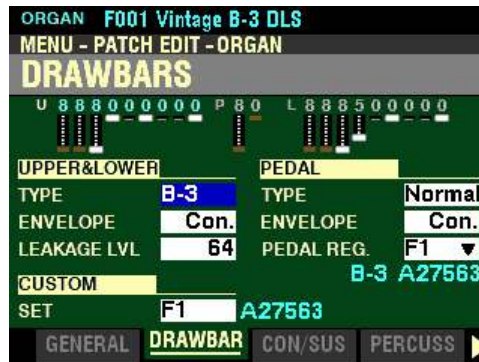 ORGAN F001 Vintage B-3 DLS
MENU - PATCH EDIT - ORGAN
DRAWBARS
U 888000000 P 80 L 888500000
UPPER&LOWER PEDAL
TYPE B-3 TYPE Normal
ENVELOPE Con. ENVELOPE Con.
LEAKAGE LVL 64 PEDAL REG. F1 ▼
B-3 A27563
CUSTOM
SET F1 A27563
GENERAL DRAWBAR CON/SUS PERCUSS